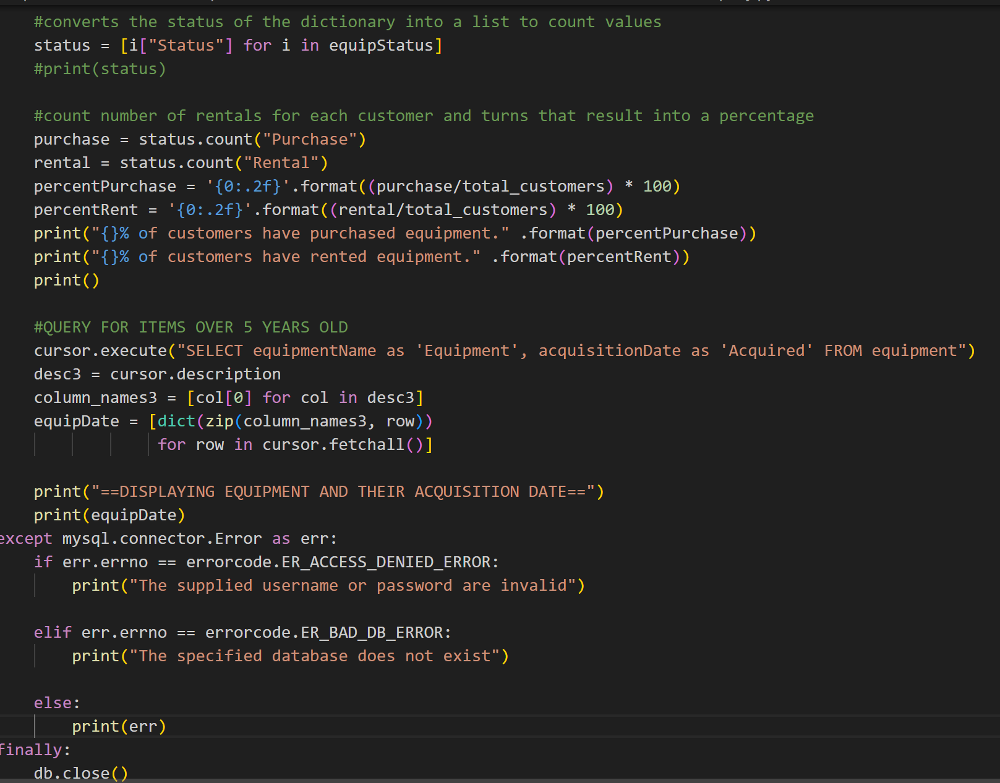 #converts the status of the dictionary into a list to count values
status = [i["Status"] for i in equipStatus]
#print(status)
#count number of rentals for each customer and turns that result into a percentage
purchase = status.count("Purchase")
rental = status.count("Rental")
percentPurchase = '{0:.2f}'.format((purchase/total_customers) * 100)
percentRent = '{0:.2f}'.format((rental/total_customers) * 100)
print("{}% of customers have purchased equipment." .format(percentPurchase))
print("{}% of customers have rented equipment." .format(percentRent))
print()
#QUERY FOR ITEMS OVER 5 YEARS OLD
cursor.execute("SELECT equipmentName as 'Equipment', acquisitionDate as 'Acquired' FROM equipment")
desc3 = cursor.description
column_names3 = [col[0] for col in desc3]
equipDate = [dict(zip(column_names3, row))
for row in cursor.fetchall()]
print("==DISPLAYING EQUIPMENT AND THEIR ACQUISITION DATE==")
print(equipDate)
except mysql.connector.Error as err:
if err.errno == errorcode.ER_ACCESS_DENIED_ERROR:
print("The supplied username or password are invalid")
elif err.errno == errorcode.ER_BAD_DB_ERROR:
print("The specified database does not exist")
else:
print(err)
finally:
db.close()